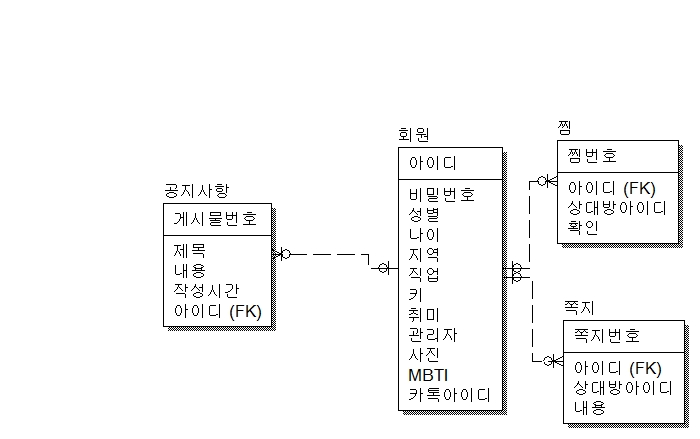 공지사항
게시물번호
제목
내용
작성시간
아이디 (FK)
회원
아이디
비밀번호
성별
나이
지역
직업
키
취미
관리자
사진
MBTI
카톡아이디
찜
찜번호
아이디 (FK)
상대방아이디
확인
쪽지
쪽지번호
아이디 (FK)
상대방아이디
내용